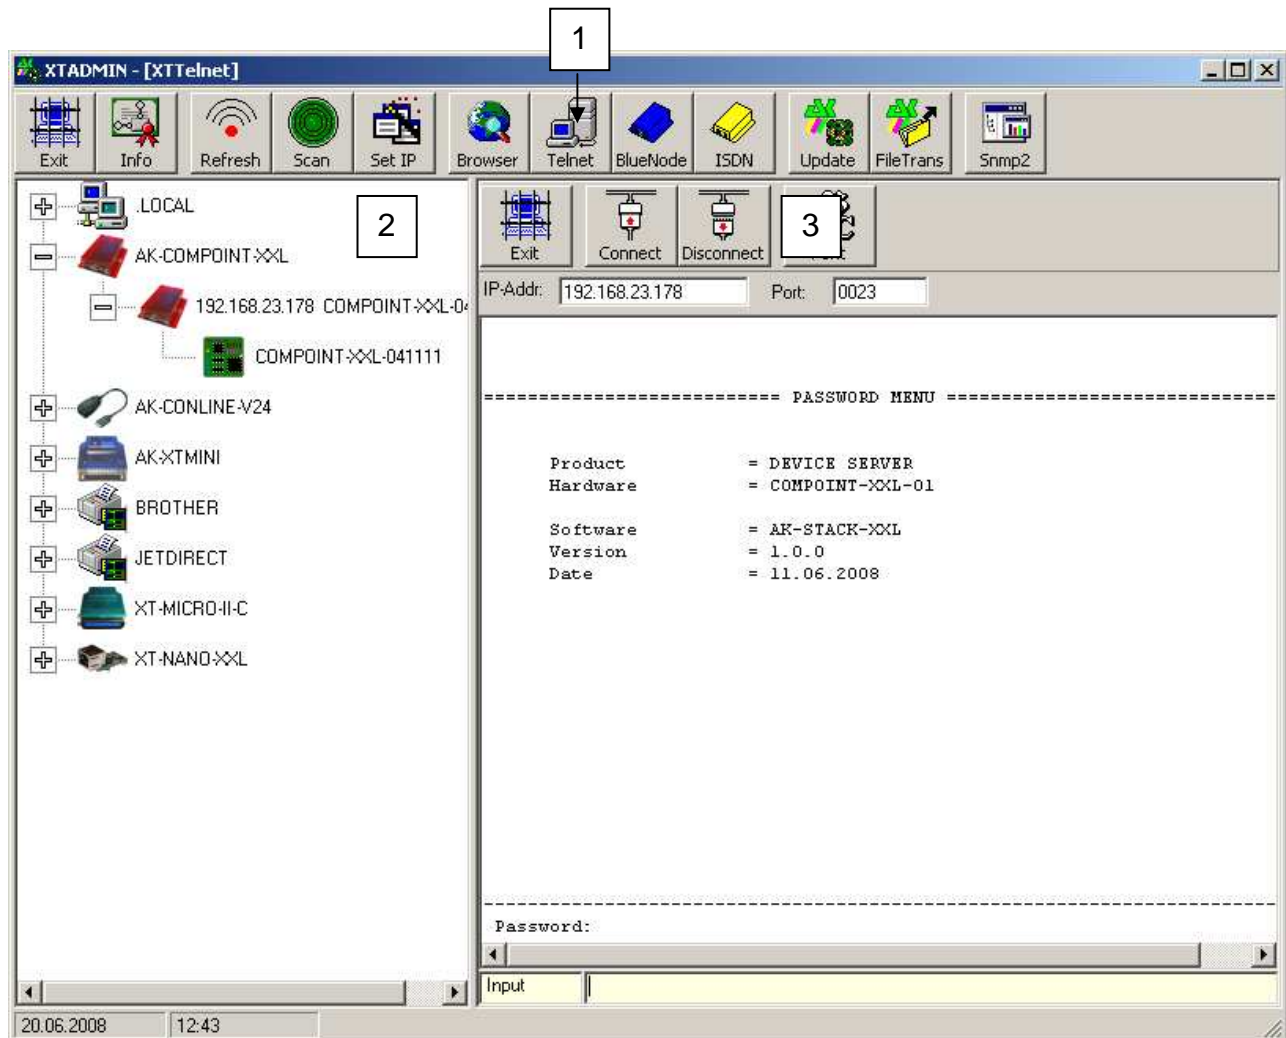 1
XTADMIN - [XTTelnet]
Exit Info Refresh Scan Set IP Browser Telnet BlueNode ISDN Update FileTrans Snmp2
.LOCAL
AK-COMPOINT-XXL
192.168.23.178 COMPOINT-XXL-04
COMPOINT-XXL-041111
AK-CONLINE-V24
AK-XTMINI
BROTHER
JETDIRECT
XT-MICRO-II-C
XT-NANO-XXL
2
Exit Connect Disconnect
3
IP-Addr: 192.168.23.178 Port: 0023
PASSWORD MENU
Product = DEVICE SERVER
Hardware = COMPOINT-XXL-01
Software = AK-STACK-XXL
Version = 1.0.0
Date = 11.06.2008
Password:
Input
20.06.2008 12:43